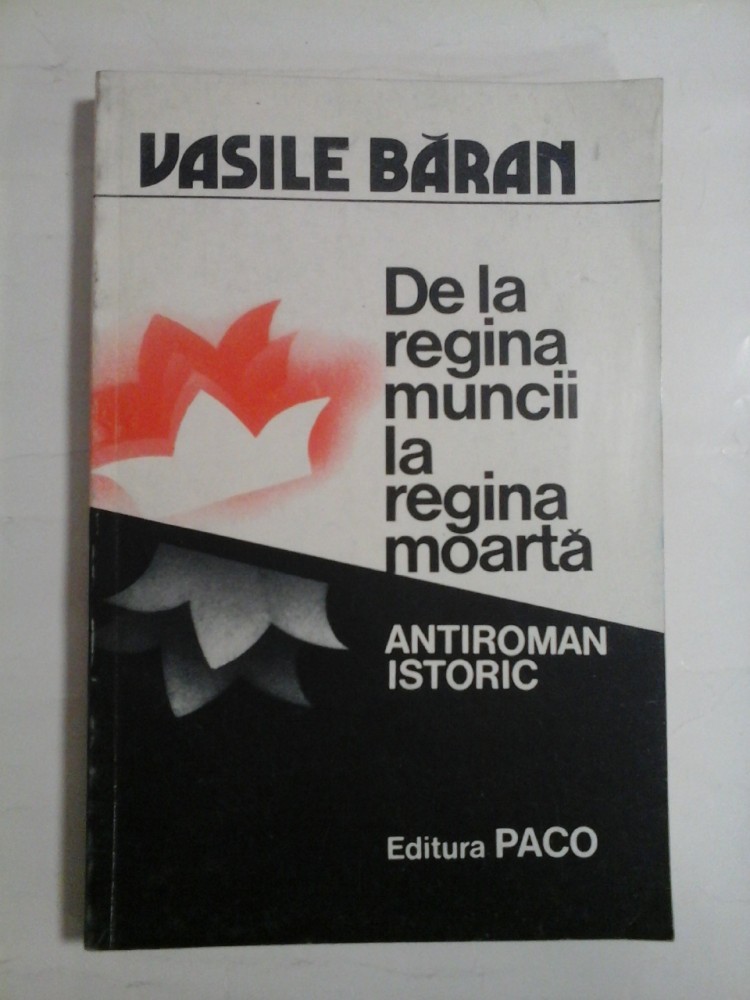 VASILE BĂRAN
De la
regina
muncii
la
regina
moartă
ANTIROMAN
ISTORIC
Editura PACO